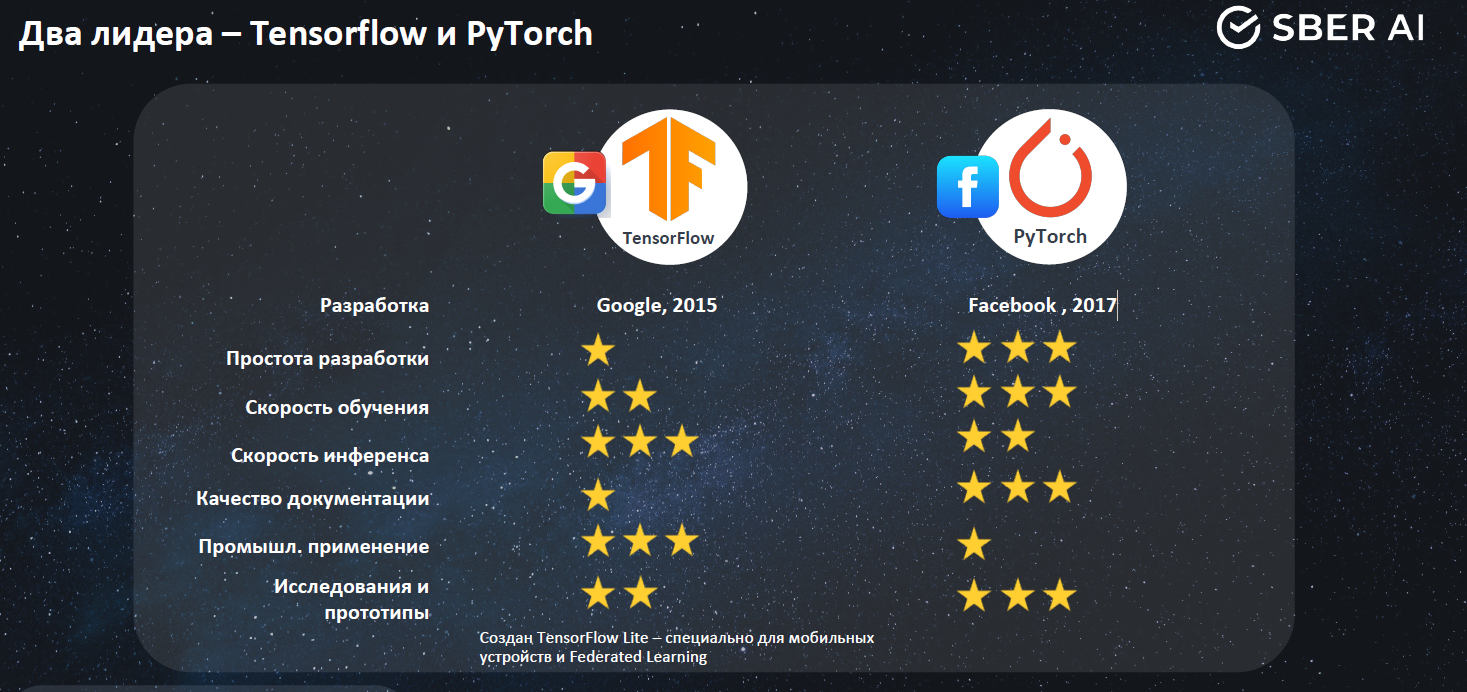 Два лидера – Tensorflow и PyTorch
SBER AI
G
TensorFlow
f
PyTorch
Разработка
Google, 2015
Facebook , 2017
Простота разработки
Скорость обучения
Скорость инференса
Качество документации
Промышл. применение
Исследования и
прототипы
Создан TensorFlow Lite – специально для мобильных
устройств и Federated Learning